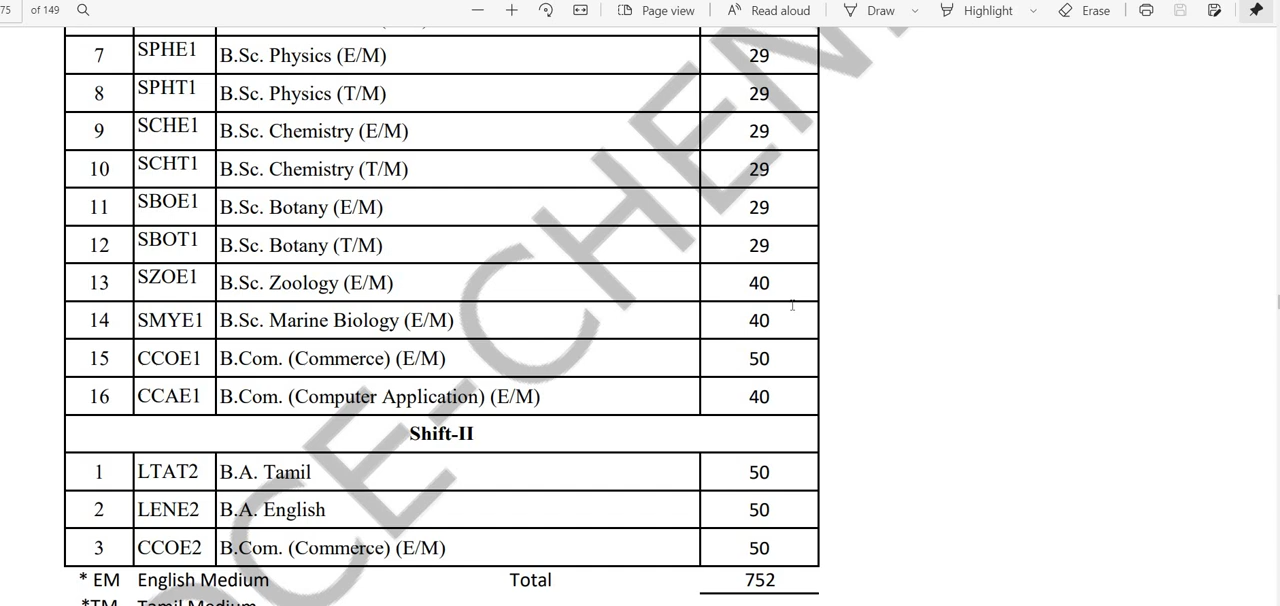 75 of 149 Page view Read aloud Draw Highlight Erase
7 SPHE1 B.Sc. Physics (E/M) 29
8 SPHT1 B.Sc. Physics (T/M) 29
9 SCHE1 B.Sc. Chemistry (E/M) 29
10 SCHT1 B.Sc. Chemistry (T/M) 29
11 SBOE1 B.Sc. Botany (E/M) 29
12 SBOT1 B.Sc. Botany (T/M) 29
13 SZOE1 B.Sc. Zoology (E/M) 40
14 SMYE1 B.Sc. Marine Biology (E/M) 40
15 CCOE1 B.Com. (Commerce) (E/M) 50
16 CCAE1 B.Com. (Computer Application) (E/M) 40
Shift-II
1 LTAT2 B.A. Tamil 50
2 LENE2 B.A. English 50
3 CCOE2 B.Com. (Commerce) (E/M) 50
* EM English Medium Total 752
*TM Tamil Medium